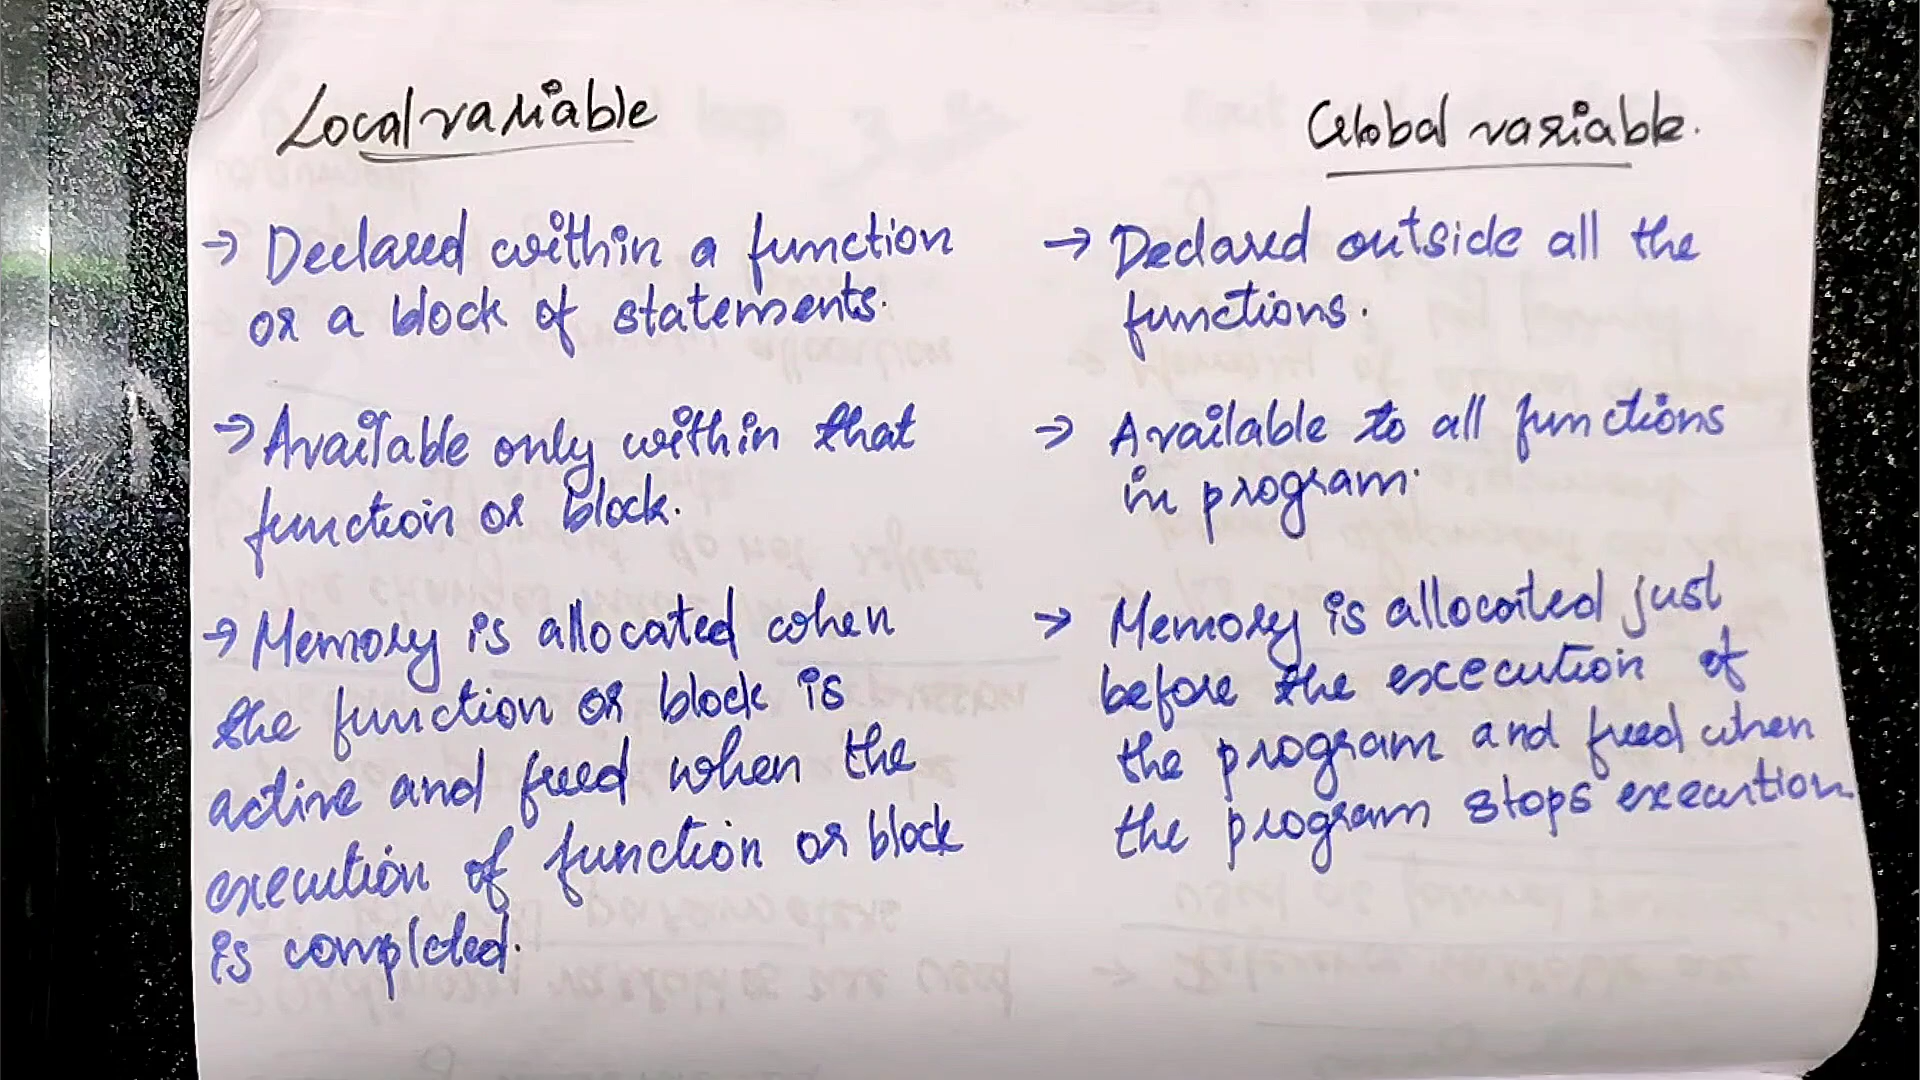 Local variable
→ Declared within a function
or a block of statements.
→ Available only within that
function or block.
→ Memory is allocated when
the function or block is
active and freed when the
execution of function or block
is completed.
Global variable.
→ Declared outside all the
functions.
→ Available to all functions
in program.
→ Memory is allocated just
before the execution of
the program and freed when
the program stops execution